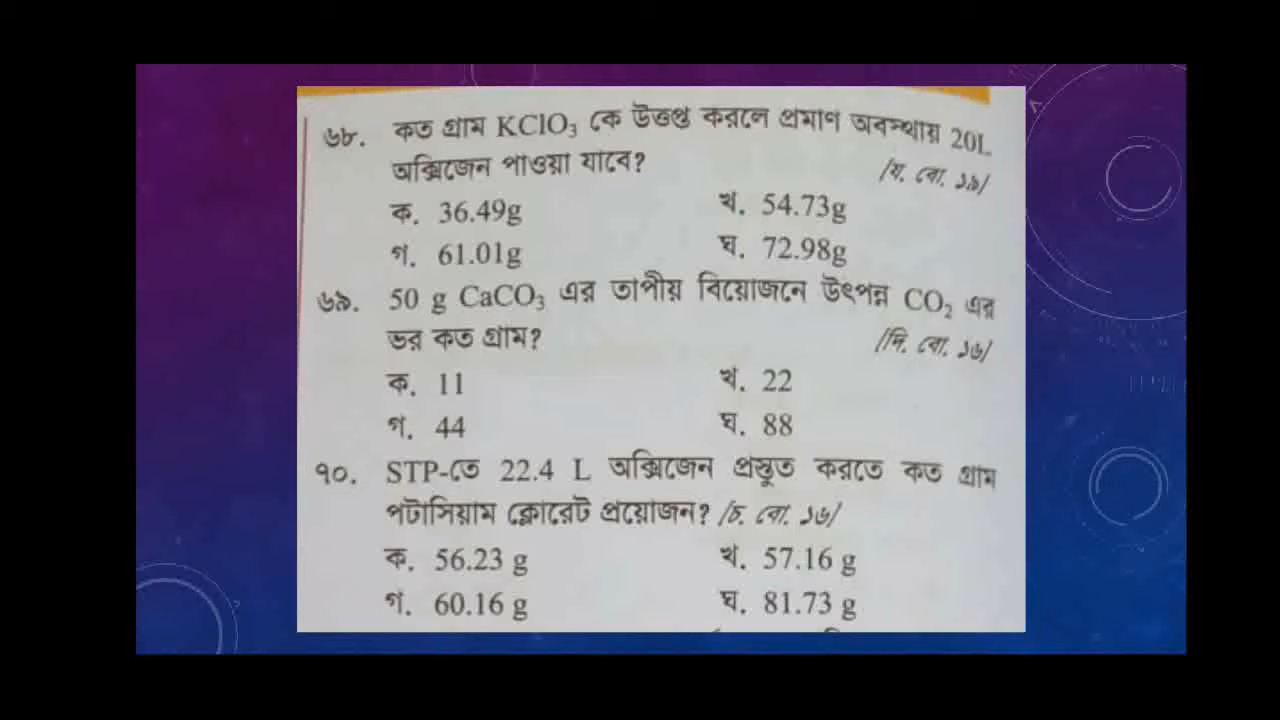 ৬৮. কত গ্রাম KClO₃ কে উত্তপ্ত করলে প্রমাণ অবস্থায় 20L
অক্সিজেন পাওয়া যাবে? /য. বো. ১৯/
ক. 36.49g খ. 54.73g
গ. 61.01g ঘ. 72.98g
৬৯. 50 g CaCO₃ এর তাপীয় বিয়োজনে উৎপন্ন CO₂ এর
ভর কত গ্রাম? /দি. বো. ১৬/
ক. 11 খ. 22
গ. 44 ঘ. 88
৭০. STP-তে 22.4 L অক্সিজেন প্রস্তুত করতে কত গ্রাম
পটাসিয়াম ক্লোরেট প্রয়োজন? /চ. বো. ১৬/
ক. 56.23 g খ. 57.16 g
গ. 60.16 g ঘ. 81.73 g